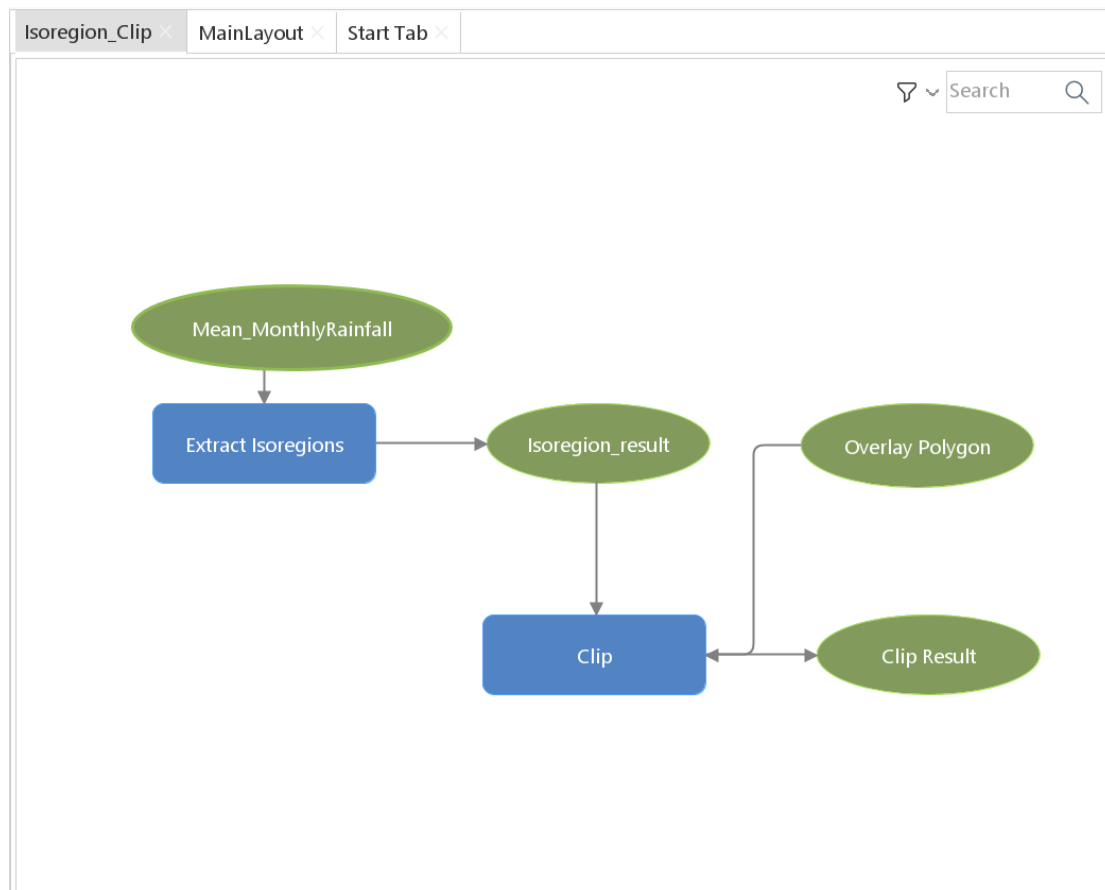 Isoregion_Clip
MainLayout
Start Tab
Search
Mean_MonthlyRainfall
Extract Isoregions
Isoregion_result
Overlay Polygon
Clip
Clip Result